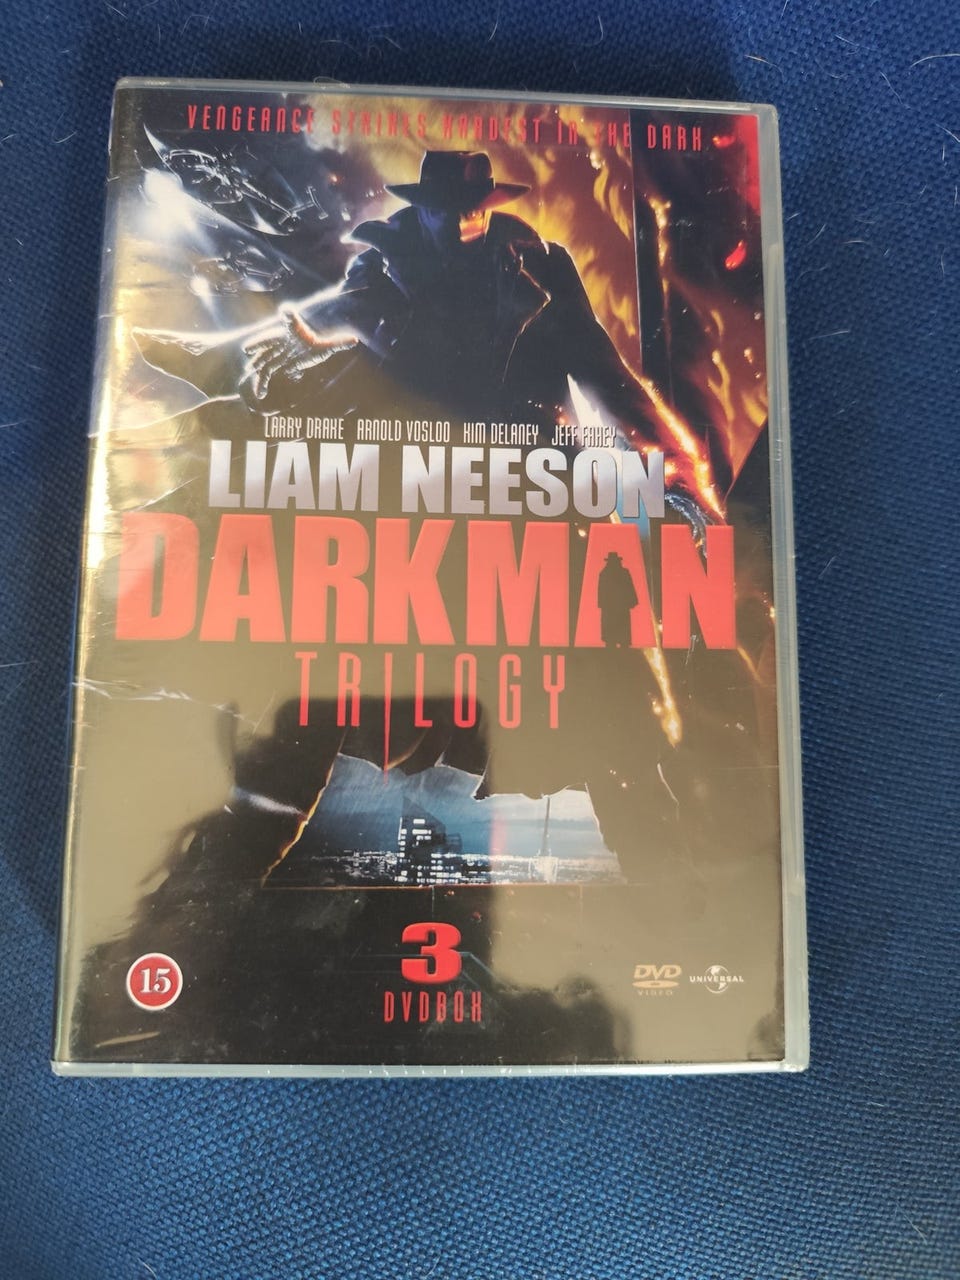 VENGEANCE STRIKES HARDEST IN THE DARK
LARRY DRAKE ARNOLD VOSLOO KIM DELANEY JEFF FAHEY
LIAM NEESON
DARKMAN
TRILOGY
3
DVDBOX
15
DVD
VIDEO
UNIVERSAL